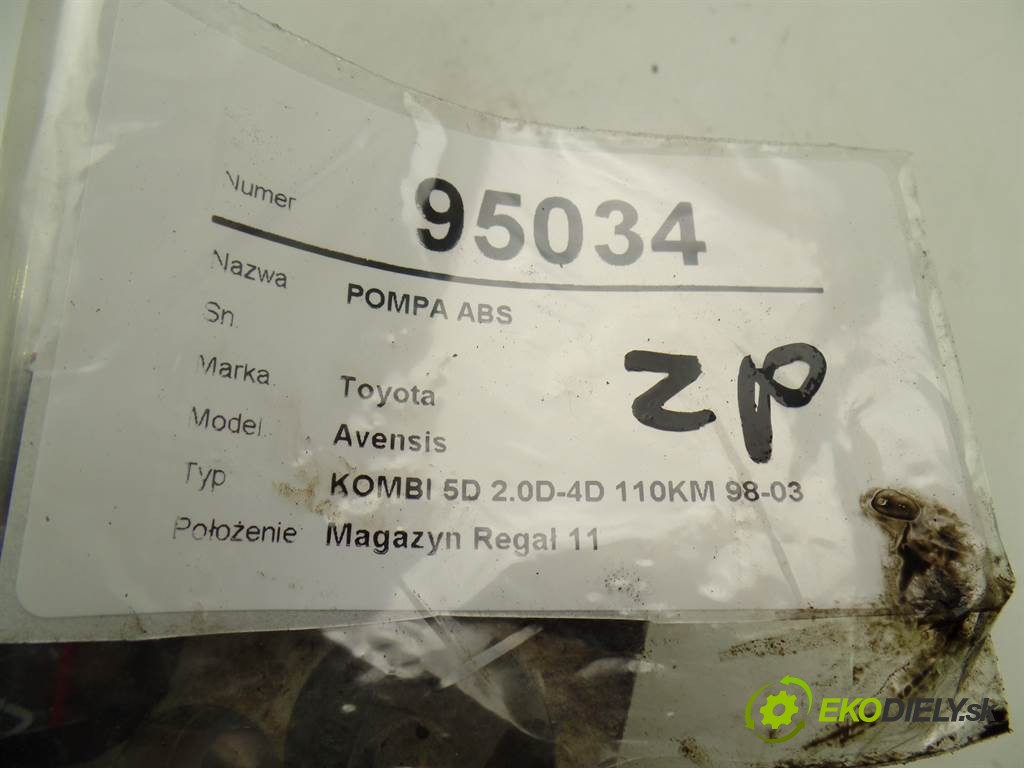 Numer 95034
Nazwa POMPA ABS
Sn.
Marka. Toyota
ZP
Model.. Avensis
Typ KOMBI 5D 2.0D-4D 110KM 98-03
Położenie Magazyn Regał 11
EKODIELY.sk